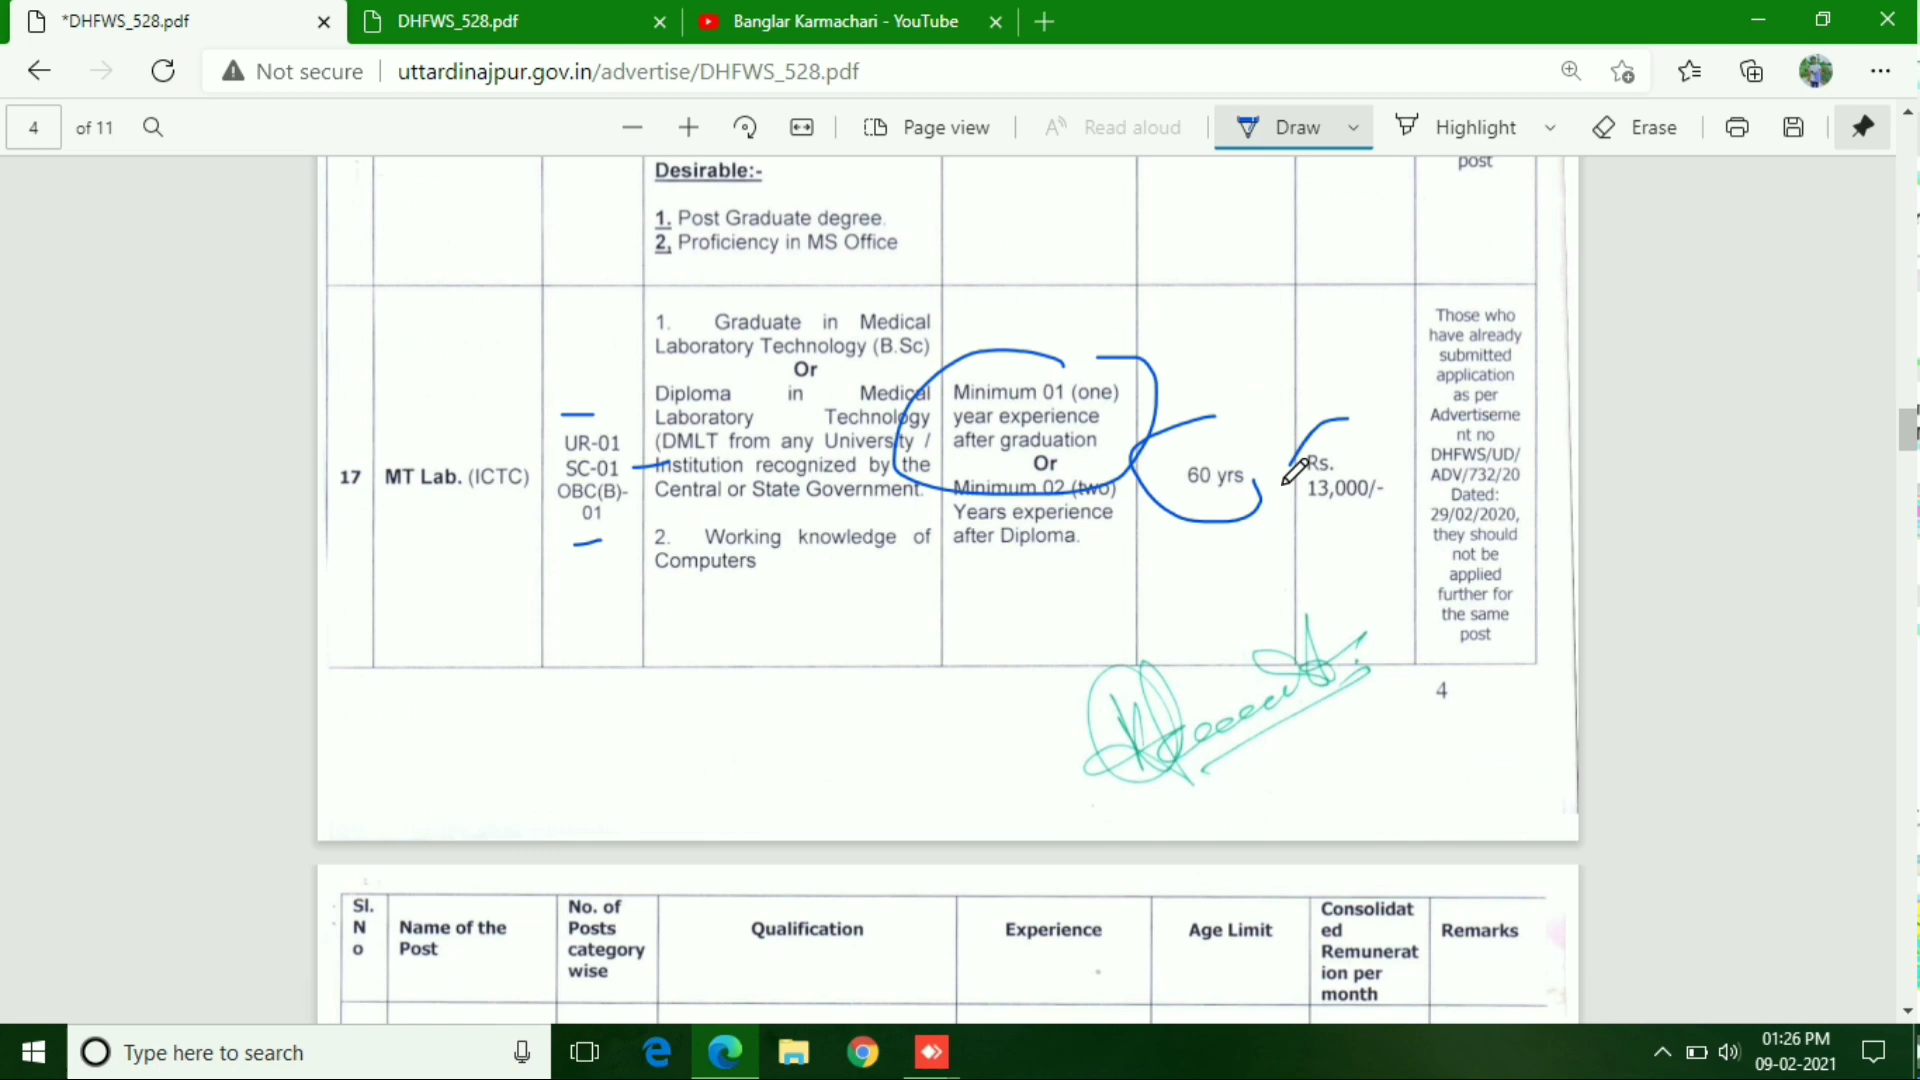 *DHFWS_528.pdf
DHFWS_528.pdf
Banglar Karmachari - YouTube
Not secure
uttardinajpur.gov.in/advertise/DHFWS_528.pdf
4
of 11
Page view
Read aloud
Draw
Highlight
Erase
Desirable:-
1. Post Graduate degree.
2. Proficiency in MS Office
post
17
MT Lab. (ICTC)
UR-01
SC-01
OBC(B)-
01
1. Graduate in Medical
Laboratory Technology (B.Sc)
Or
Diploma in Medical
Laboratory Technology
(DMLT from any University /
Institution recognized by the
Central or State Government.
2. Working knowledge of
Computers
Minimum 01 (one)
year experience
after graduation
Or
Minimum 02 (two)
Years experience
after Diploma.
60 yrs
Rs.
13,000/-
Those who
have already
submitted
application
as per
Advertiseme
nt no
DHFWS/UD/
ADV/732/20
Dated:
29/02/2020,
they should
not be
applied
further for
the same
post
4
Sl.
N
o
Name of the
Post
No. of
Posts
category
wise
Qualification
Experience
Age Limit
Consolidat
ed
Remunerat
ion per
month
Remarks
Type here to search
01:26 PM
09-02-2021